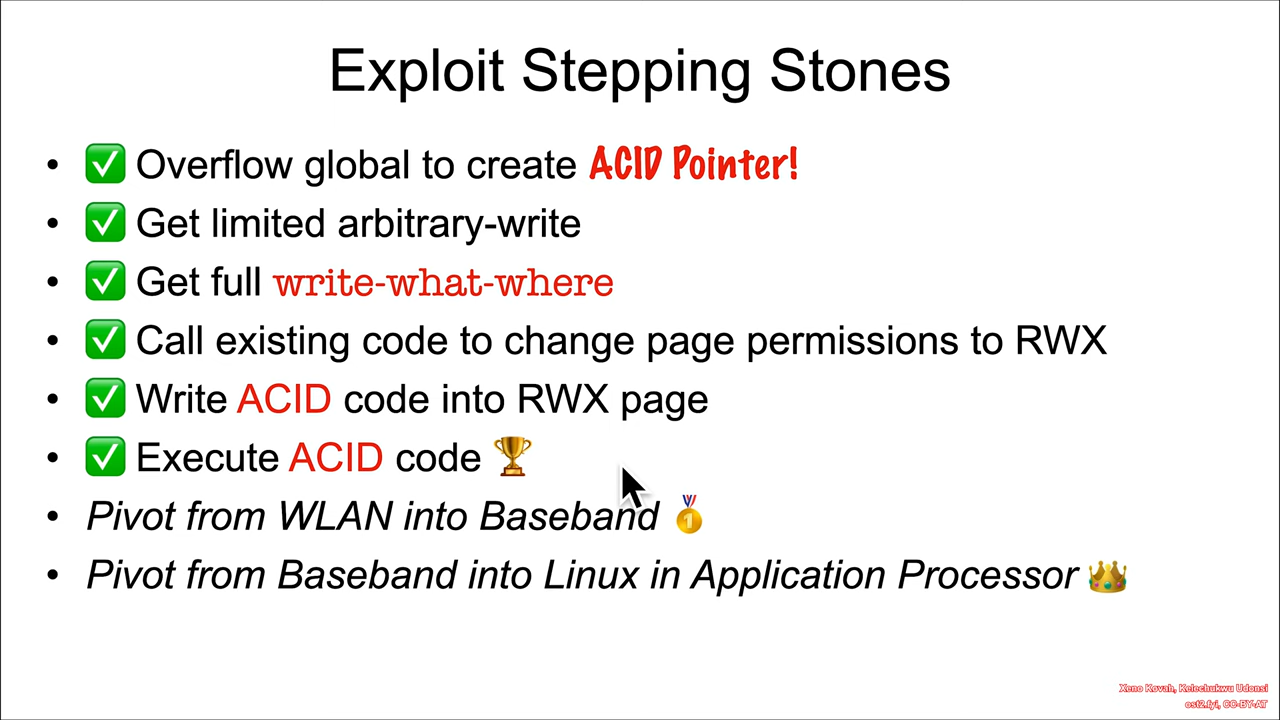 Exploit Stepping Stones
• ✅ Overflow global to create ACID Pointer!
• ✅ Get limited arbitrary-write
• ✅ Get full write-what-where
• ✅ Call existing code to change page permissions to RWX
• ✅ Write ACID code into RWX page
• ✅ Execute ACID code 🏆
• Pivot from WLAN into Baseband 🥇
• Pivot from Baseband into Linux in Application Processor 👑
Xeno Kovah, Kelechukwu Udonsi
ost2.fyi, CC-BY-AT